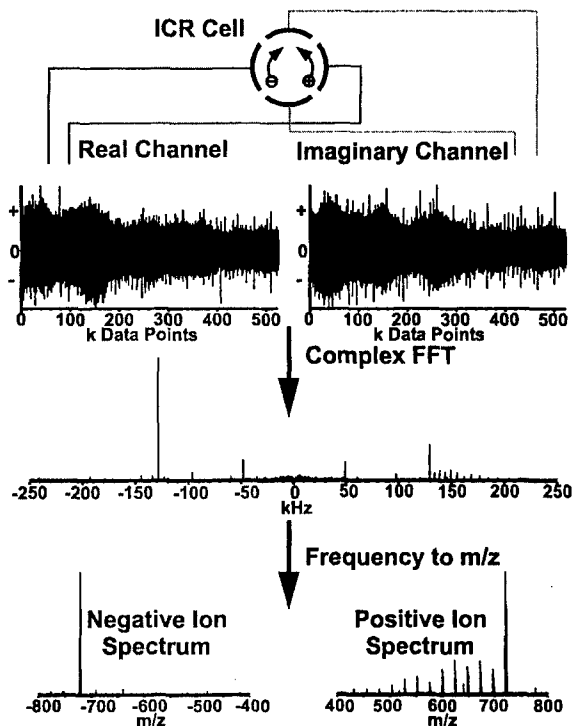 ICR Cell
⊖ ⊕
Real Channel
Imaginary Channel
+
0
-
0 100 200 300 400 500
k Data Points
+
0
-
0 100 200 300 400 500
k Data Points
Complex FFT
-250 -200 -150 -100 -50 0 50 100 150 200 250
kHz
Frequency to m/z
Negative Ion
Spectrum
-800 -700 -600 -500 -400
m/z
Positive Ion
Spectrum
400 500 600 700 800
m/z